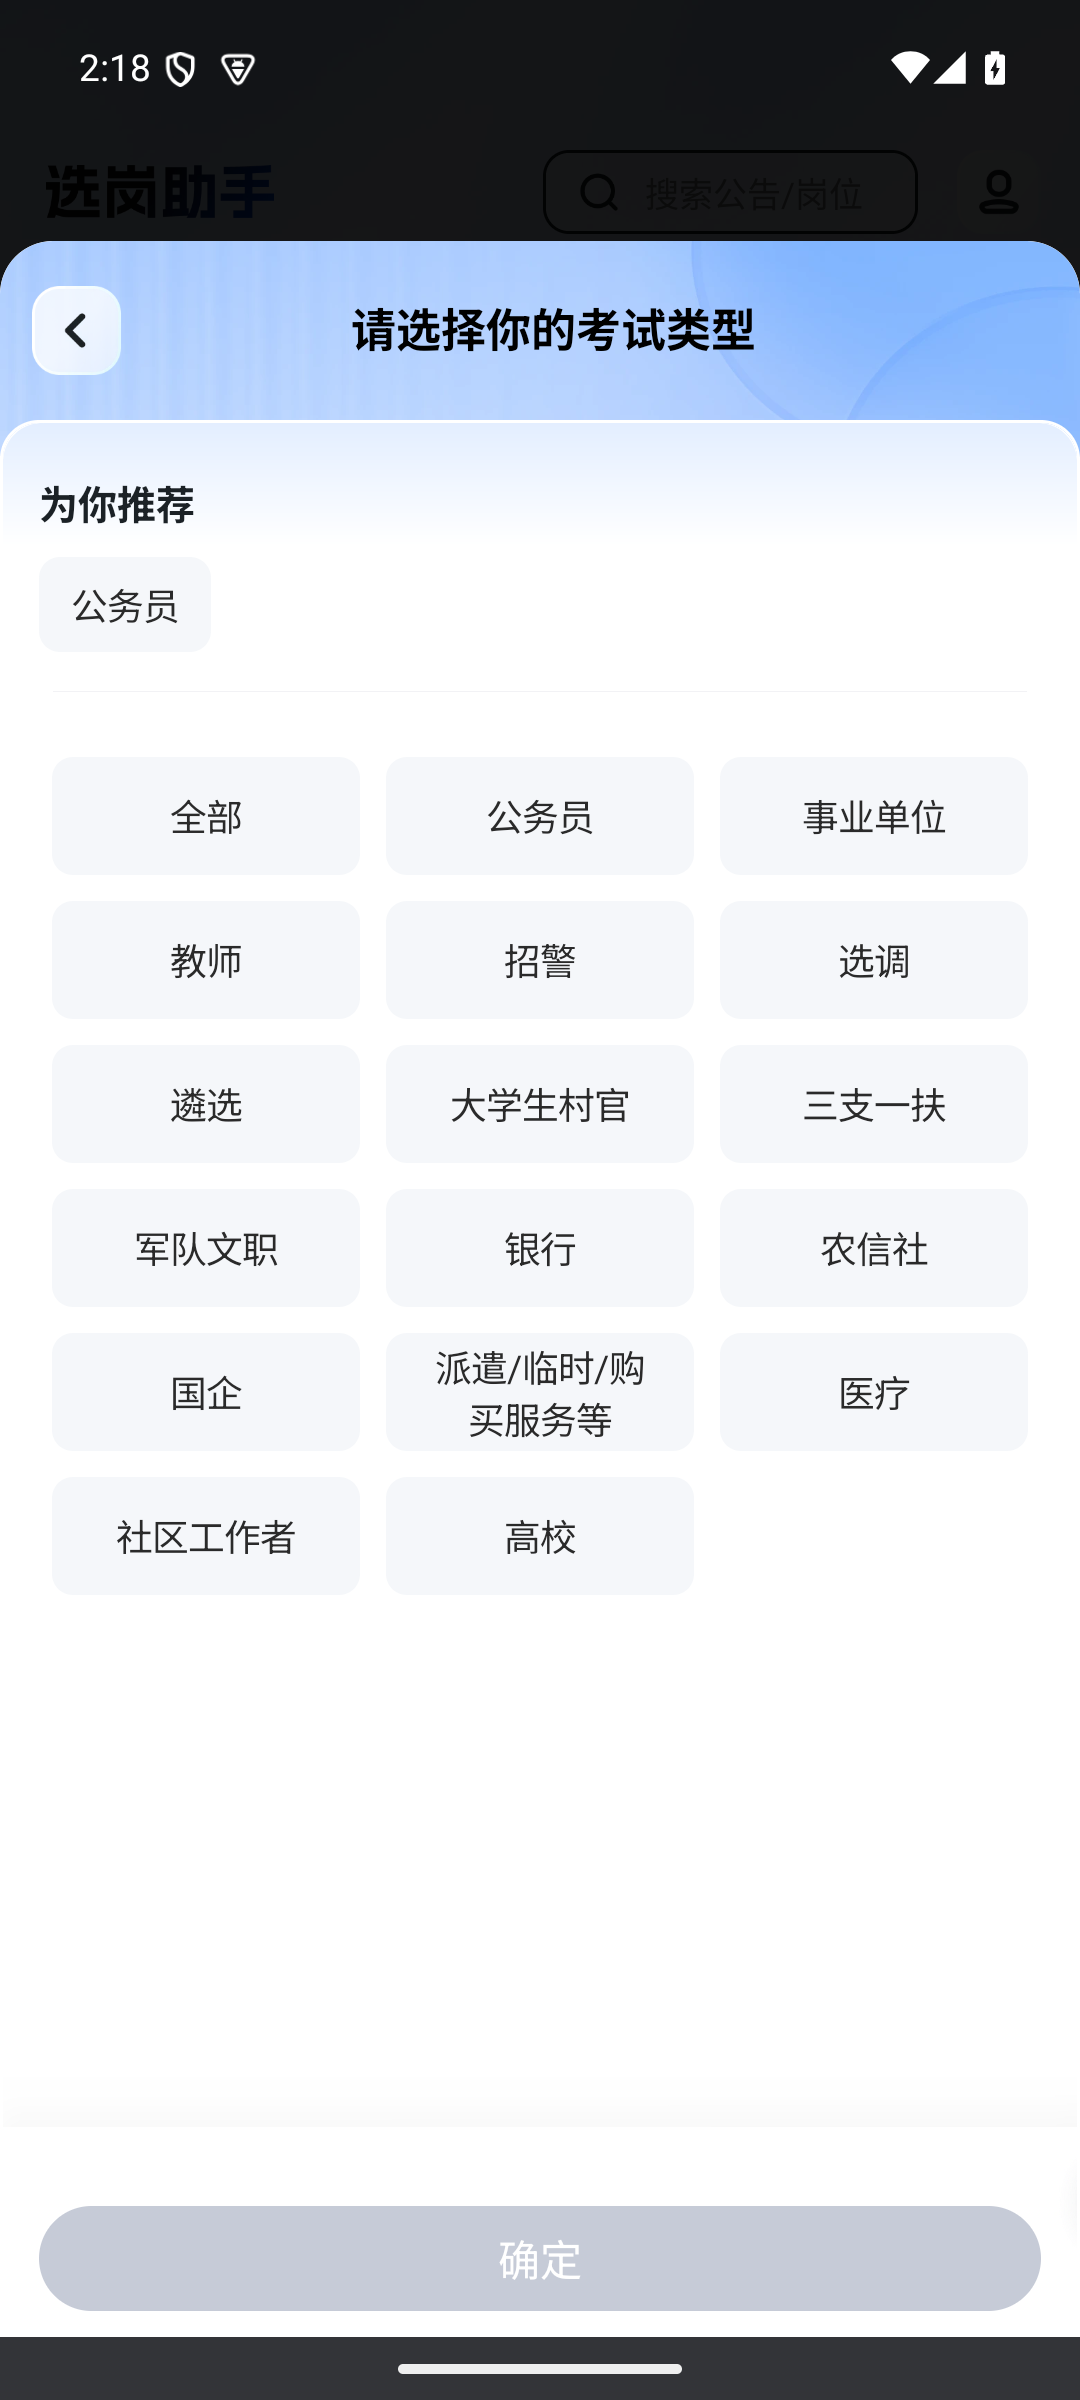 2:18
选岗助手
搜索公告/岗位
请选择你的考试类型
为你推荐
公务员
全部
公务员
事业单位
教师
招警
选调
遴选
大学生村官
三支一扶
军队文职
银行
农信社
国企
派遣/临时/购
买服务等
医疗
社区工作者
高校
确定